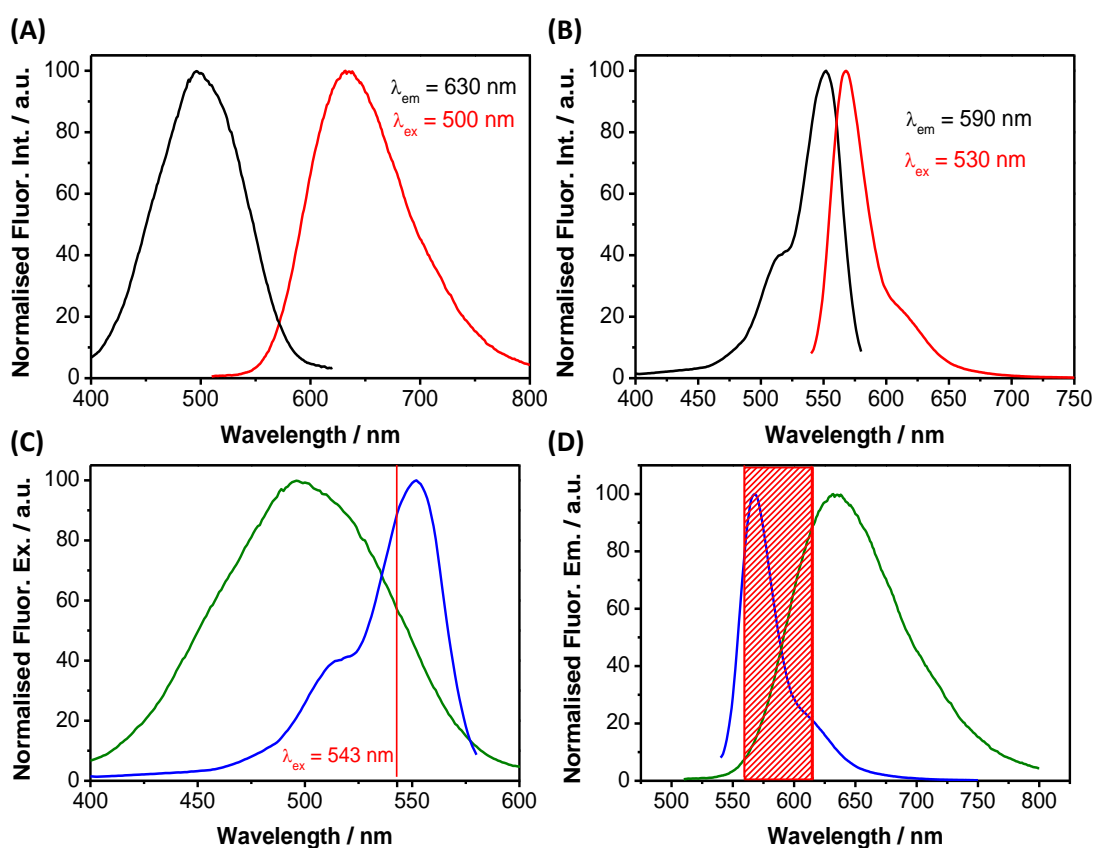 (A)
Normalised Fluor. Int. / a.u.
100
80
60
40
20
0
λem = 630 nm
λex = 500 nm
400 500 600 700 800
Wavelength / nm
(B)
Normalised Fluor. Int. / a.u.
100
80
60
40
20
0
λem = 590 nm
λex = 530 nm
400 450 500 550 600 650 700 750
Wavelength / nm
(C)
Normalised Fluor. Ex. / a.u.
100
80
60
40
20
0
λex = 543 nm
400 450 500 550 600
Wavelength / nm
(D)
Normalised Fluor. Em. / a.u.
100
80
60
40
20
0
500 550 600 650 700 750 800
Wavelength / nm